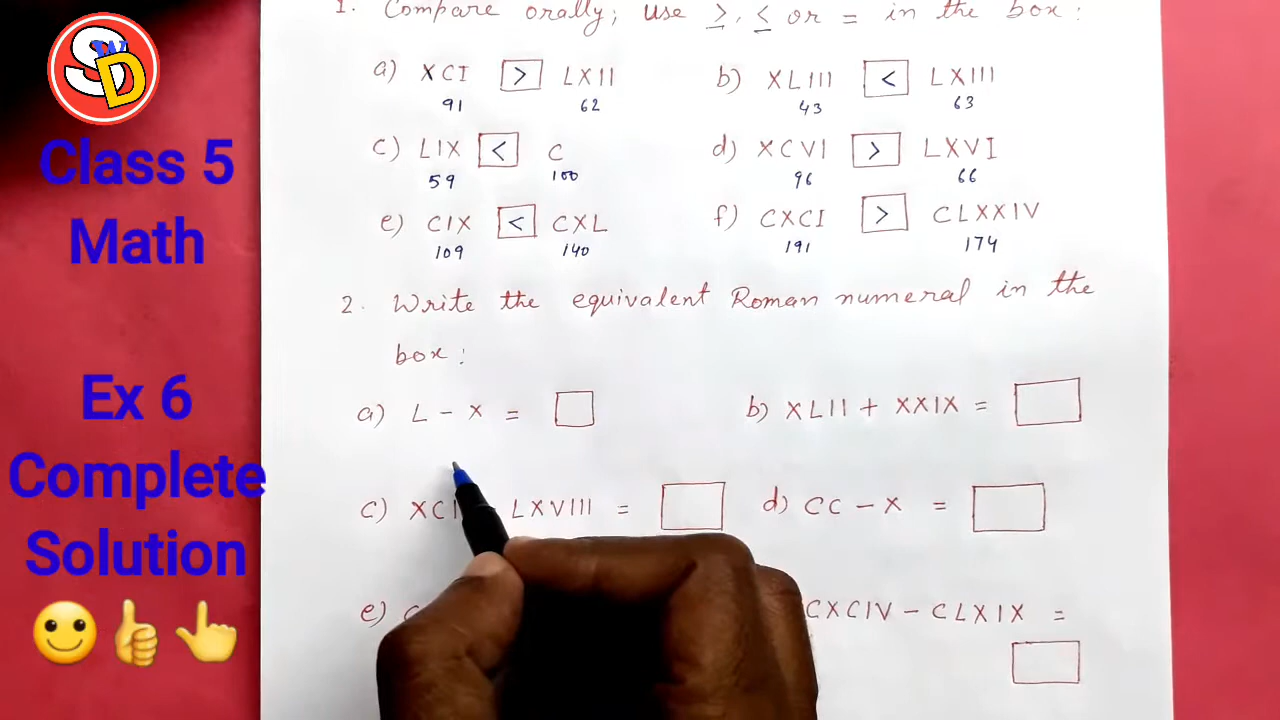 SWD
Class 5
Math
Ex 6
Complete
Solution
1. Compare orally; use >, < or = in the box:
a) XCI > LXII b) XLIII < LXIII
91 62 43 63
c) LIX < C d) XCVI > LXVI
59 100 96 66
e) CIX < CXL f) CXCI > CLXXIV
109 140 191 174
2. Write the equivalent Roman numeral in the
box:
a) L - X = b) XLII + XXIX =
c) LXVIII = d) CC - X =
e) CXCIV - CLXIX =